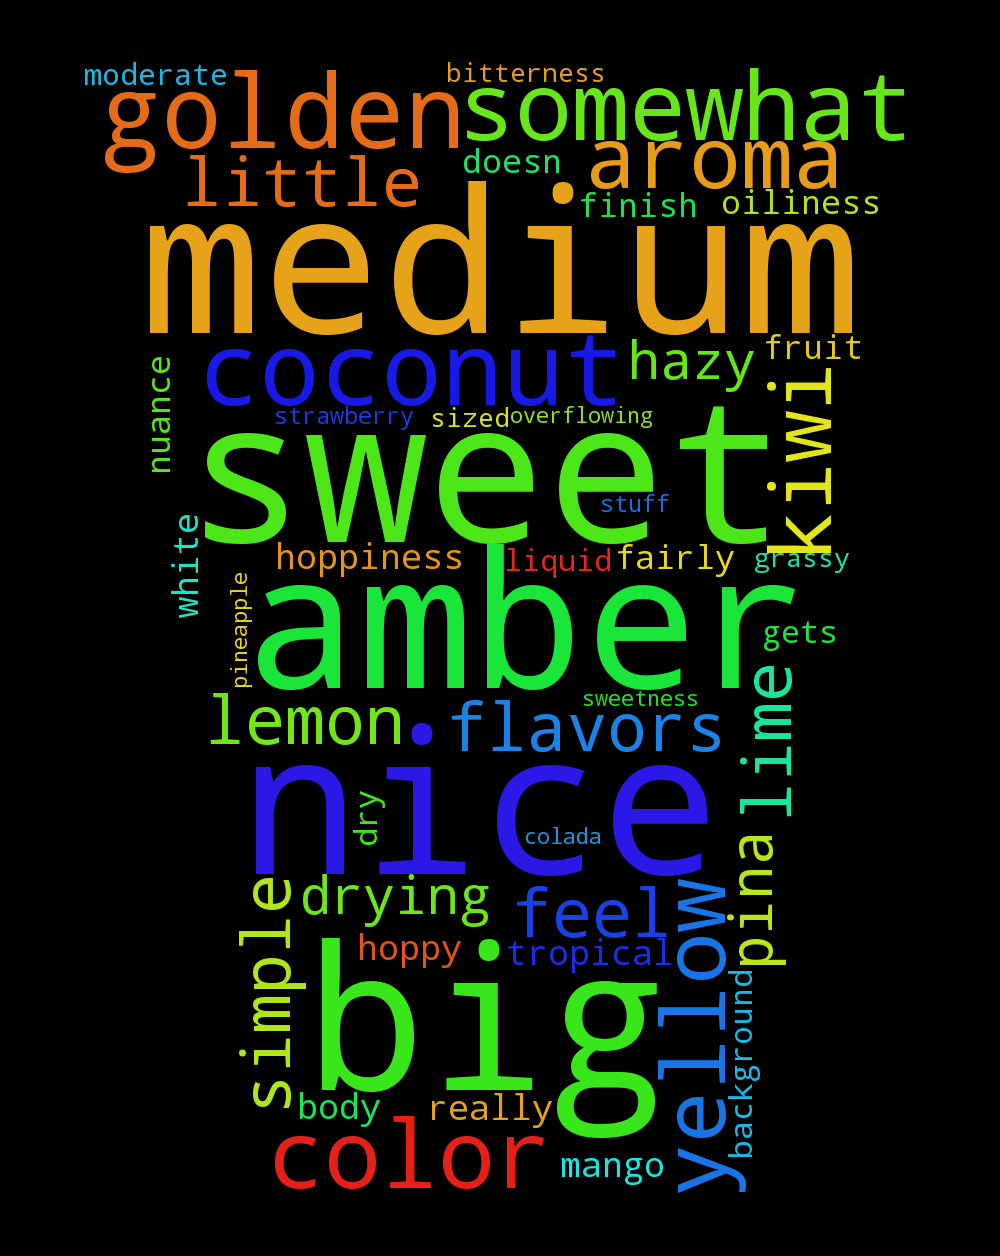 moderate
bitterness
golden
somewhat
aroma
little
doesn
finish
oiliness
medium
coconut
hazy
fruit
nuance
kiwi
strawberry
sized
overflowing
sweet
stuff
white
hoppiness
liquid
fairly
grassy
pineapple
amber
gets
sweetness
lemon
flavors
lime
nice
dry
colada
pina
simple
drying
feel
yellow
hoppy
tropical
big
background
body
really
color
mango